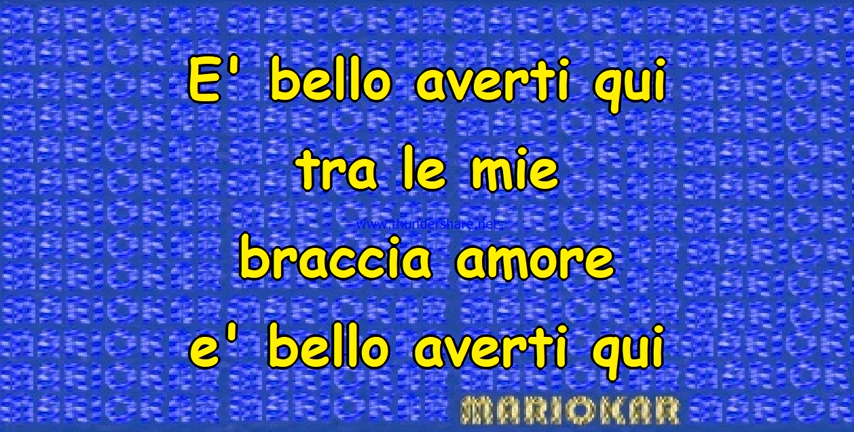 E' bello averti qui
tra le mie
www.thundershare.net
braccia amore
e' bello averti qui
MARIOKAR